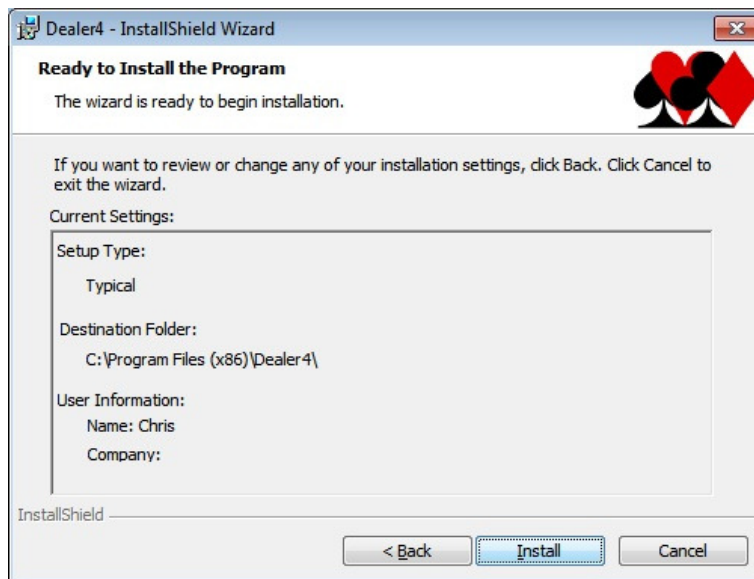 Dealer4 - InstallShield Wizard
Ready to Install the Program
The wizard is ready to begin installation.
If you want to review or change any of your installation settings, click Back. Click Cancel to
exit the wizard.
Current Settings:
Setup Type:
Typical
Destination Folder:
C:\Program Files (x86)\Dealer4\
User Information:
Name: Chris
Company:
InstallShield
< Back
Install
Cancel